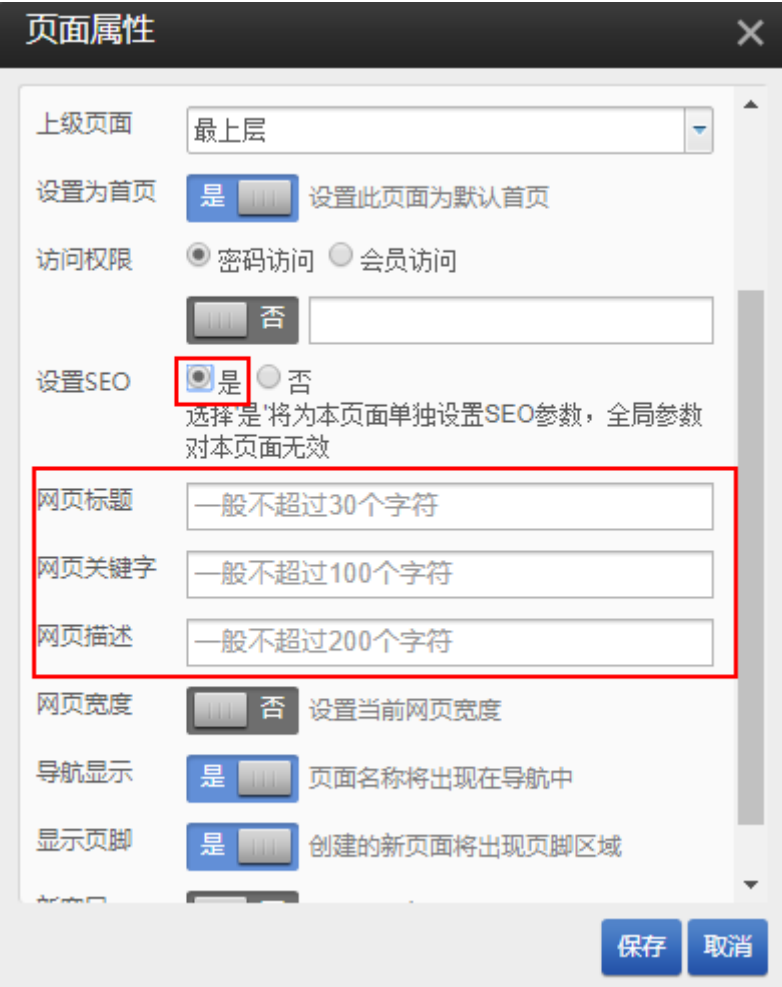 页面属性
上级页面 最上层
设置为首页 是 设置此页面为默认首页
访问权限 密码访问 会员访问
否
设置SEO 是 否
选择'是'将为本页面单独设置SEO参数，全局参数
对本页面无效
网页标题 一般不超过30个字符
网页关键字 一般不超过100个字符
网页描述 一般不超过200个字符
网页宽度 否 设置当前网页宽度
导航显示 是 页面名称将出现在导航中
显示页脚 是 创建的新页面将出现页脚区域
保存 取消